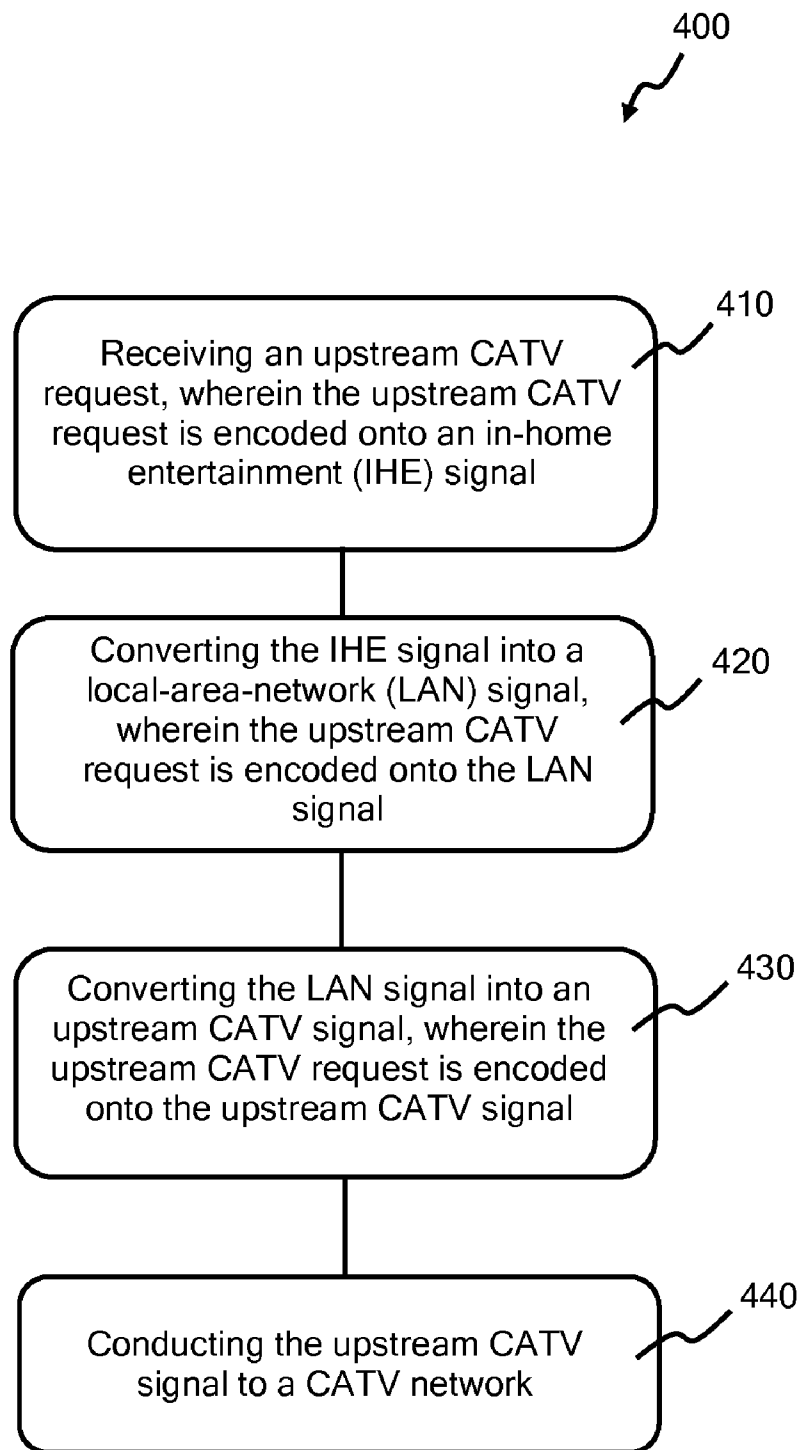 400
410
Receiving an upstream CATV
request, wherein the upstream CATV
request is encoded onto an in-home
entertainment (IHE) signal
420
Converting the IHE signal into a
local-area-network (LAN) signal,
wherein the upstream CATV
request is encoded onto the LAN
signal
430
Converting the LAN signal into an
upstream CATV signal, wherein the
upstream CATV request is encoded
onto the upstream CATV signal
440
Conducting the upstream CATV
signal to a CATV network